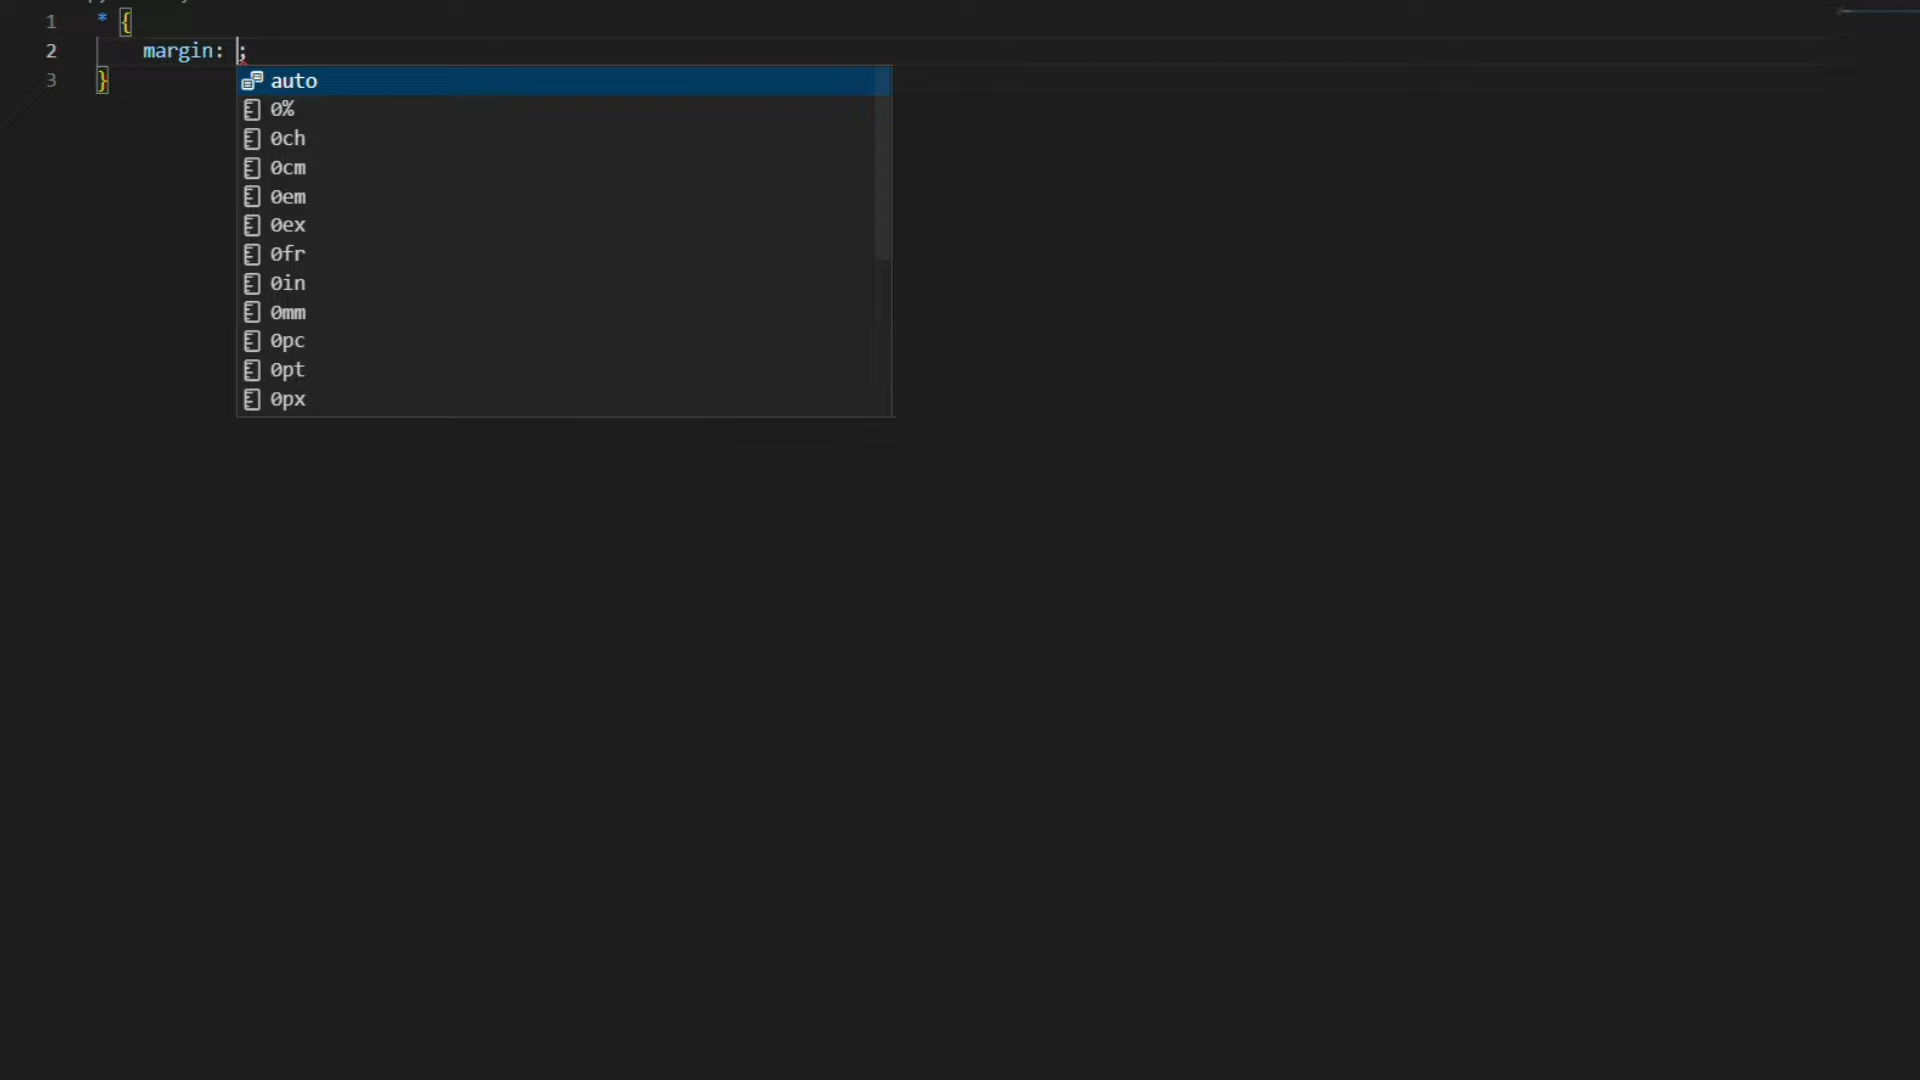 1 * {
2 margin: ;
3 }
auto
0%
0ch
0cm
0em
0ex
0fr
0in
0mm
0pc
0pt
0px